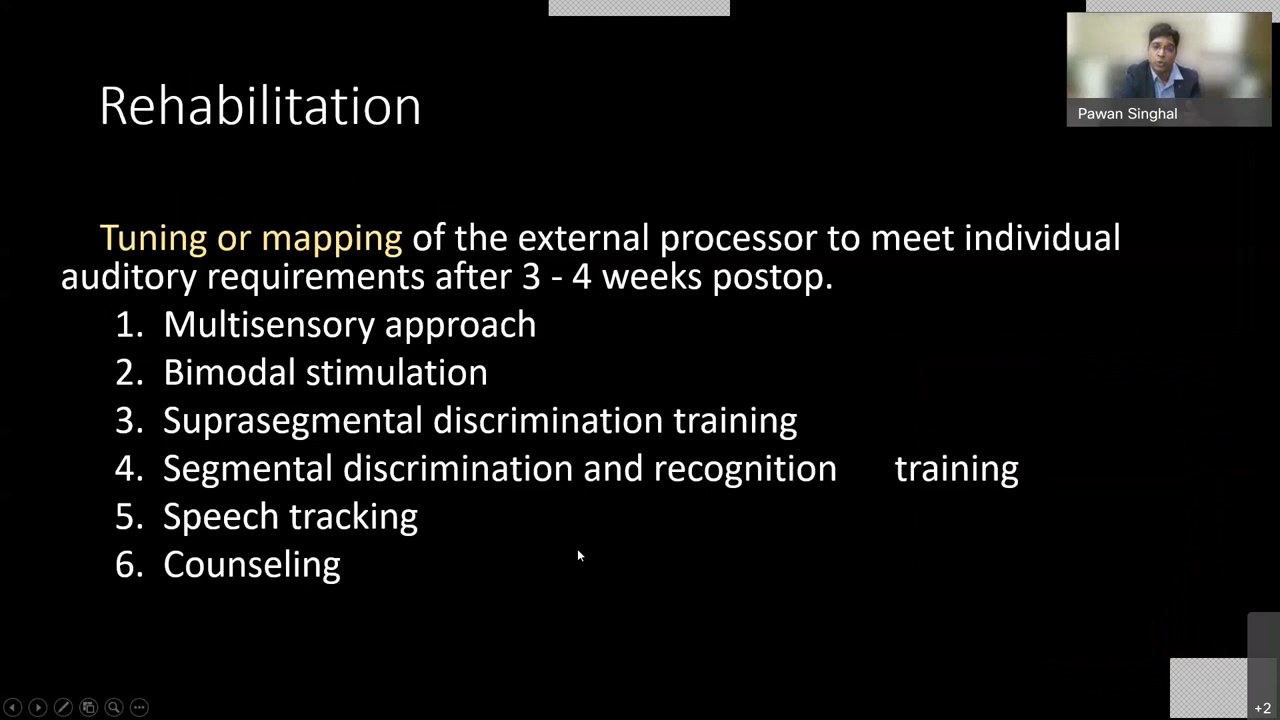 Rehabilitation
Pawan Singhal
Tuning or mapping of the external processor to meet individual
auditory requirements after 3 - 4 weeks postop.
1. Multisensory approach
2. Bimodal stimulation
3. Suprasegmental discrimination training
4. Segmental discrimination and recognition training
5. Speech tracking
6. Counseling
+2